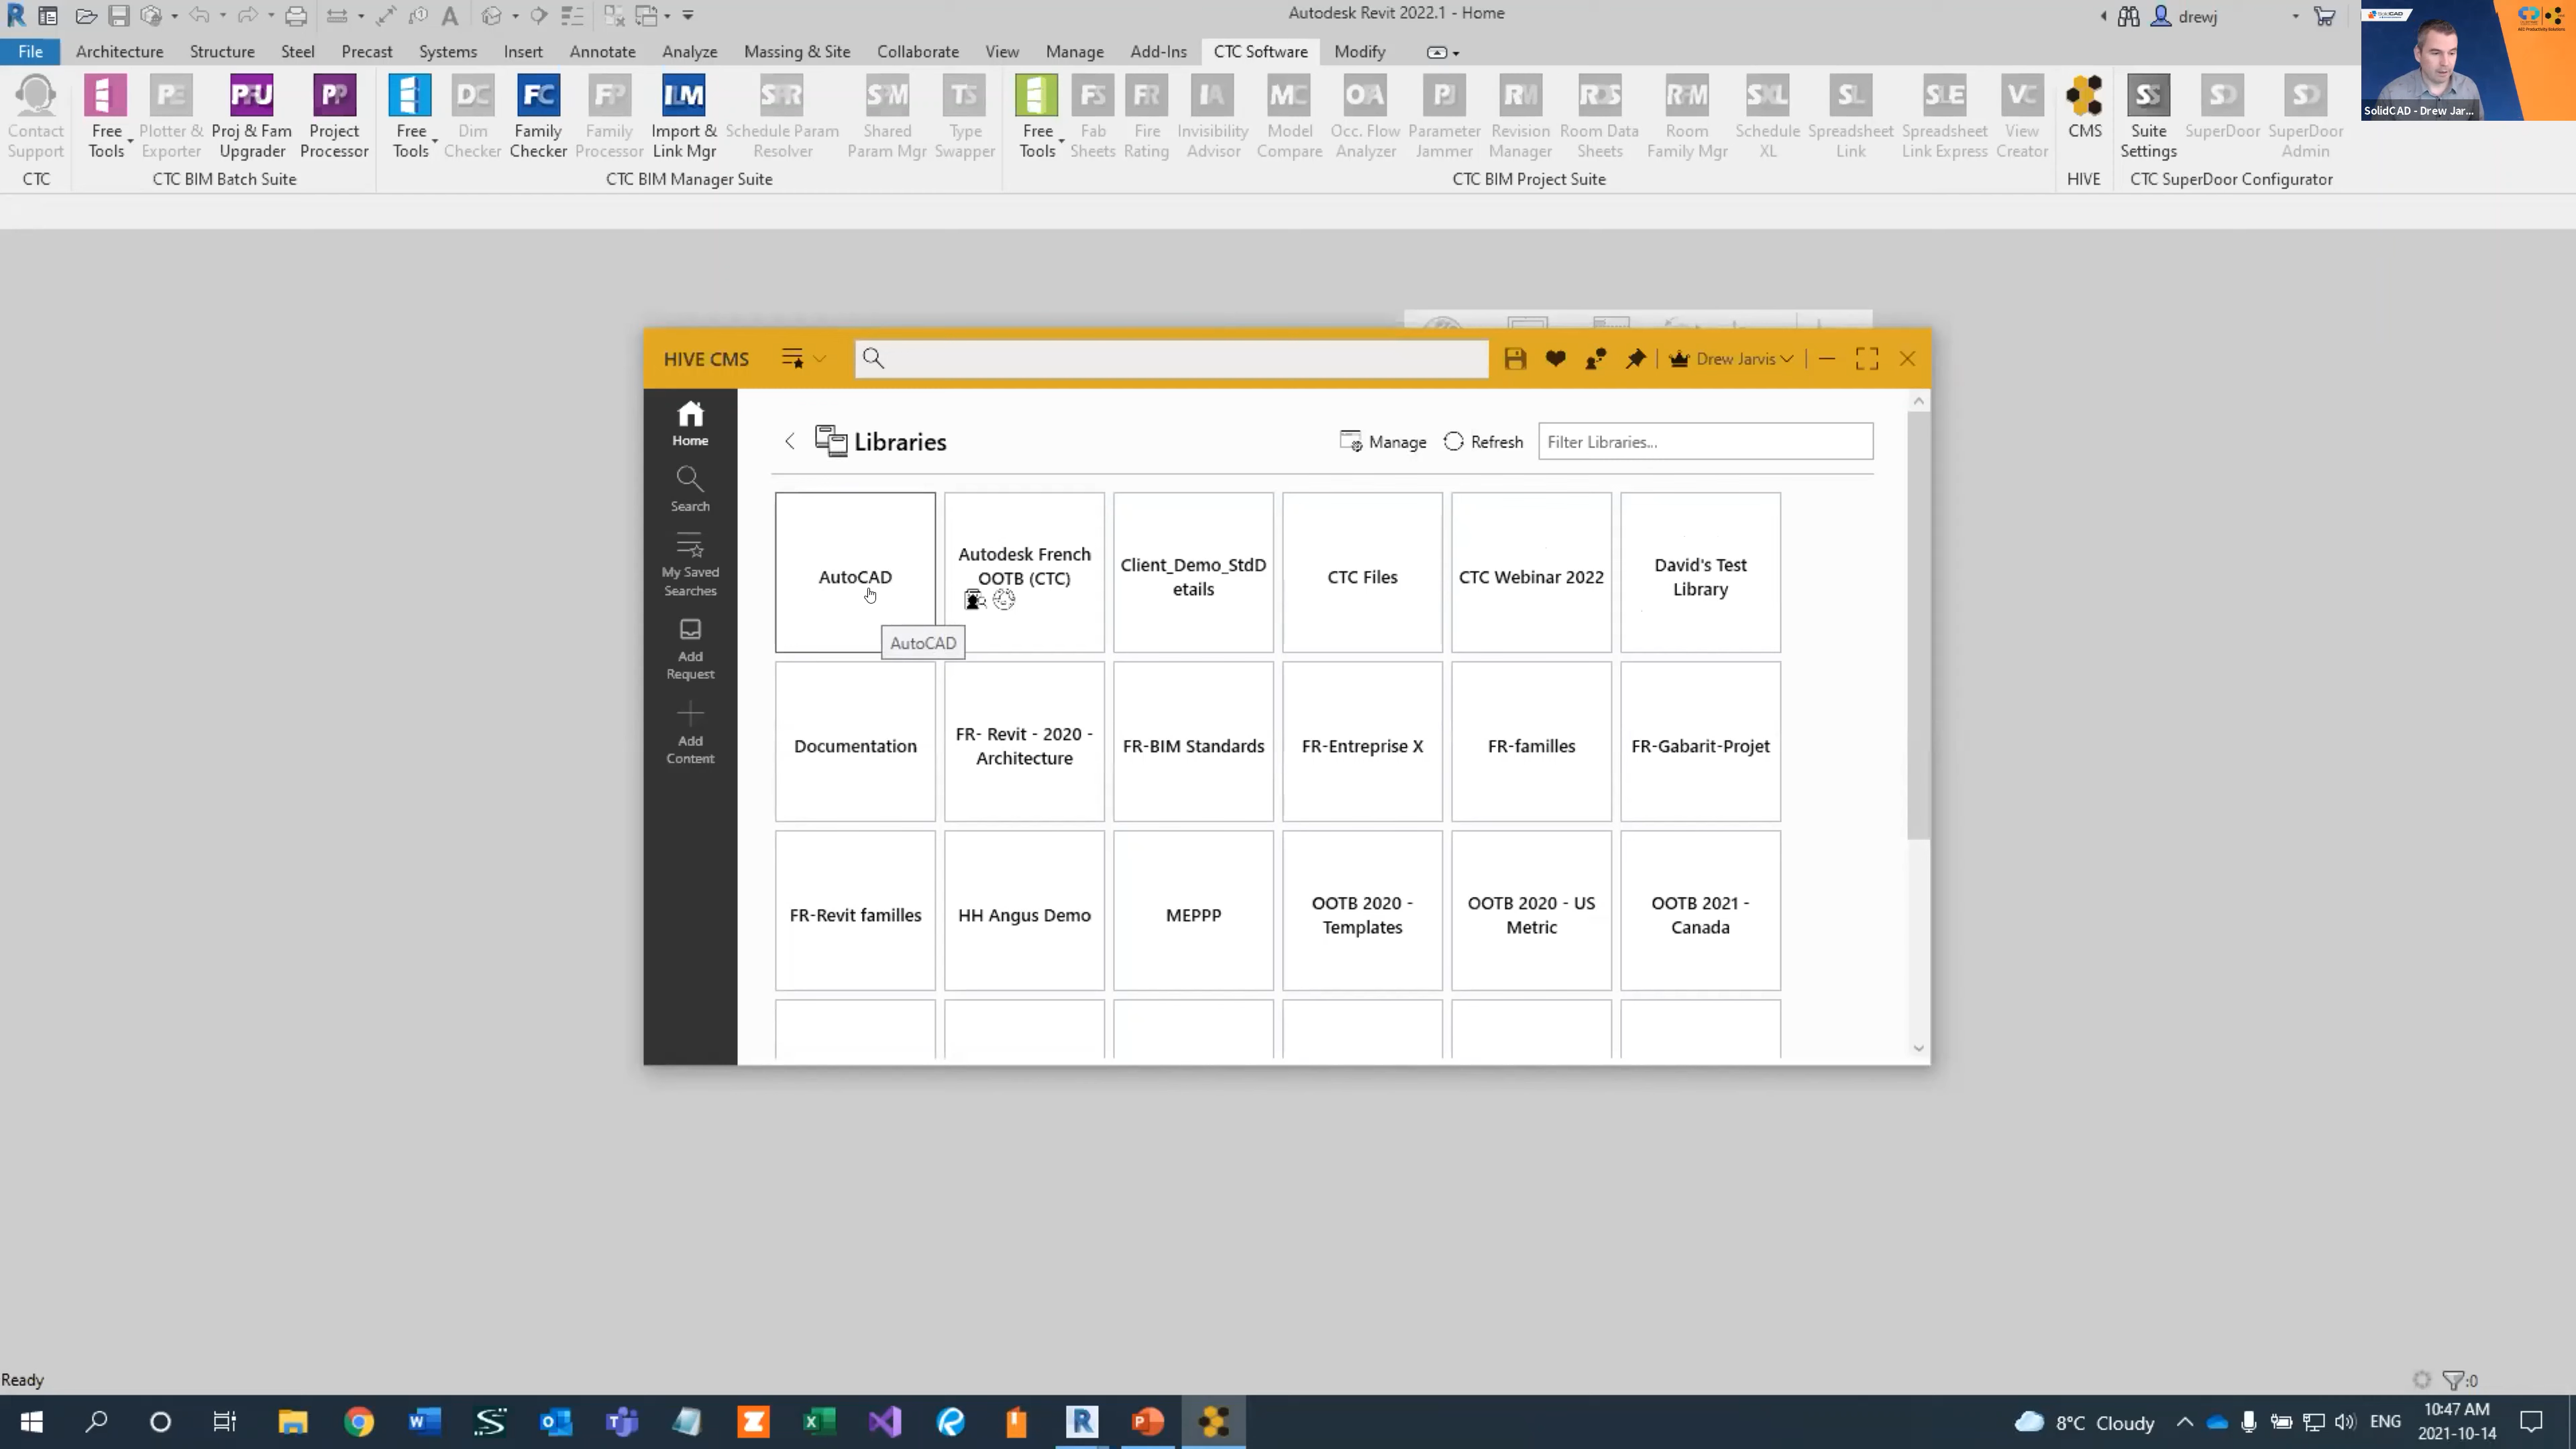 Autodesk Revit 2022.1 - Home
drewj
File Architecture Structure Steel Precast Systems Insert Annotate Analyze Massing & Site Collaborate View Manage Add-Ins CTC Software Modify
SolidCAD - Drew Jar...
Contact Support
Free Tools
Plotter & Exporter
Proj & Fam Upgrader
Project Processor
Free Tools
Dim Checker
Family Checker
Family Processor
Import & Link Mgr
Schedule Param Resolver
Shared Param Mgr
Type Swapper
Free Tools
Fab Sheets
Fire Rating
Invisibility Advisor
Model Compare
Occ. Flow Analyzer
Parameter Jammer
Revision Manager
Room Data Sheets
Room Family Mgr
Schedule XL
Spreadsheet Link
Spreadsheet Link Express
View Creator
CMS
Suite Settings
SuperDoor
SuperDoor Admin
CTC
CTC BIM Batch Suite
CTC BIM Manager Suite
CTC BIM Project Suite
HIVE
CTC SuperDoor Configurator
HIVE CMS
Drew Jarvis
Home
Search
My Saved
Searches
Add
Request
Add
Content
Libraries
Manage
Refresh
Filter Libraries...
AutoCAD
Autodesk French
OOTB (CTC)
Client_Demo_StdD
etails
CTC Files
CTC Webinar 2022
David's Test
Library
AutoCAD
Documentation
FR- Revit - 2020 -
Architecture
FR-BIM Standards
FR-Entreprise X
FR-familles
FR-Gabarit-Projet
FR-Revit familles
HH Angus Demo
MEPPP
OOTB 2020 -
Templates
OOTB 2020 - US
Metric
OOTB 2021 -
Canada
Ready
:0
8°C Cloudy
ENG
10:47 AM
2021-10-14